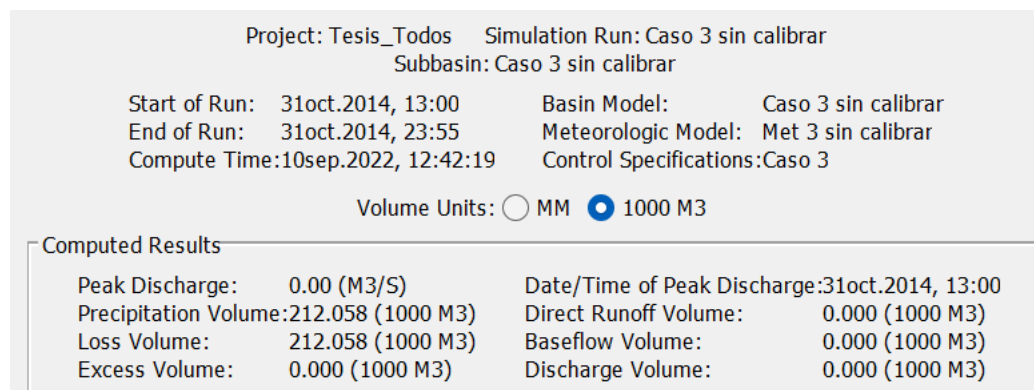 Project: Tesis_Todos Simulation Run: Caso 3 sin calibrar
Subbasin: Caso 3 sin calibrar
Start of Run: 31oct.2014, 13:00 Basin Model: Caso 3 sin calibrar
End of Run: 31oct.2014, 23:55 Meteorologic Model: Met 3 sin calibrar
Compute Time:10sep.2022, 12:42:19 Control Specifications:Caso 3
Volume Units: MM 1000 M3
Computed Results
Peak Discharge: 0.00 (M3/S) Date/Time of Peak Discharge:31oct.2014, 13:00
Precipitation Volume:212.058 (1000 M3) Direct Runoff Volume: 0.000 (1000 M3)
Loss Volume: 212.058 (1000 M3) Baseflow Volume: 0.000 (1000 M3)
Excess Volume: 0.000 (1000 M3) Discharge Volume: 0.000 (1000 M3)